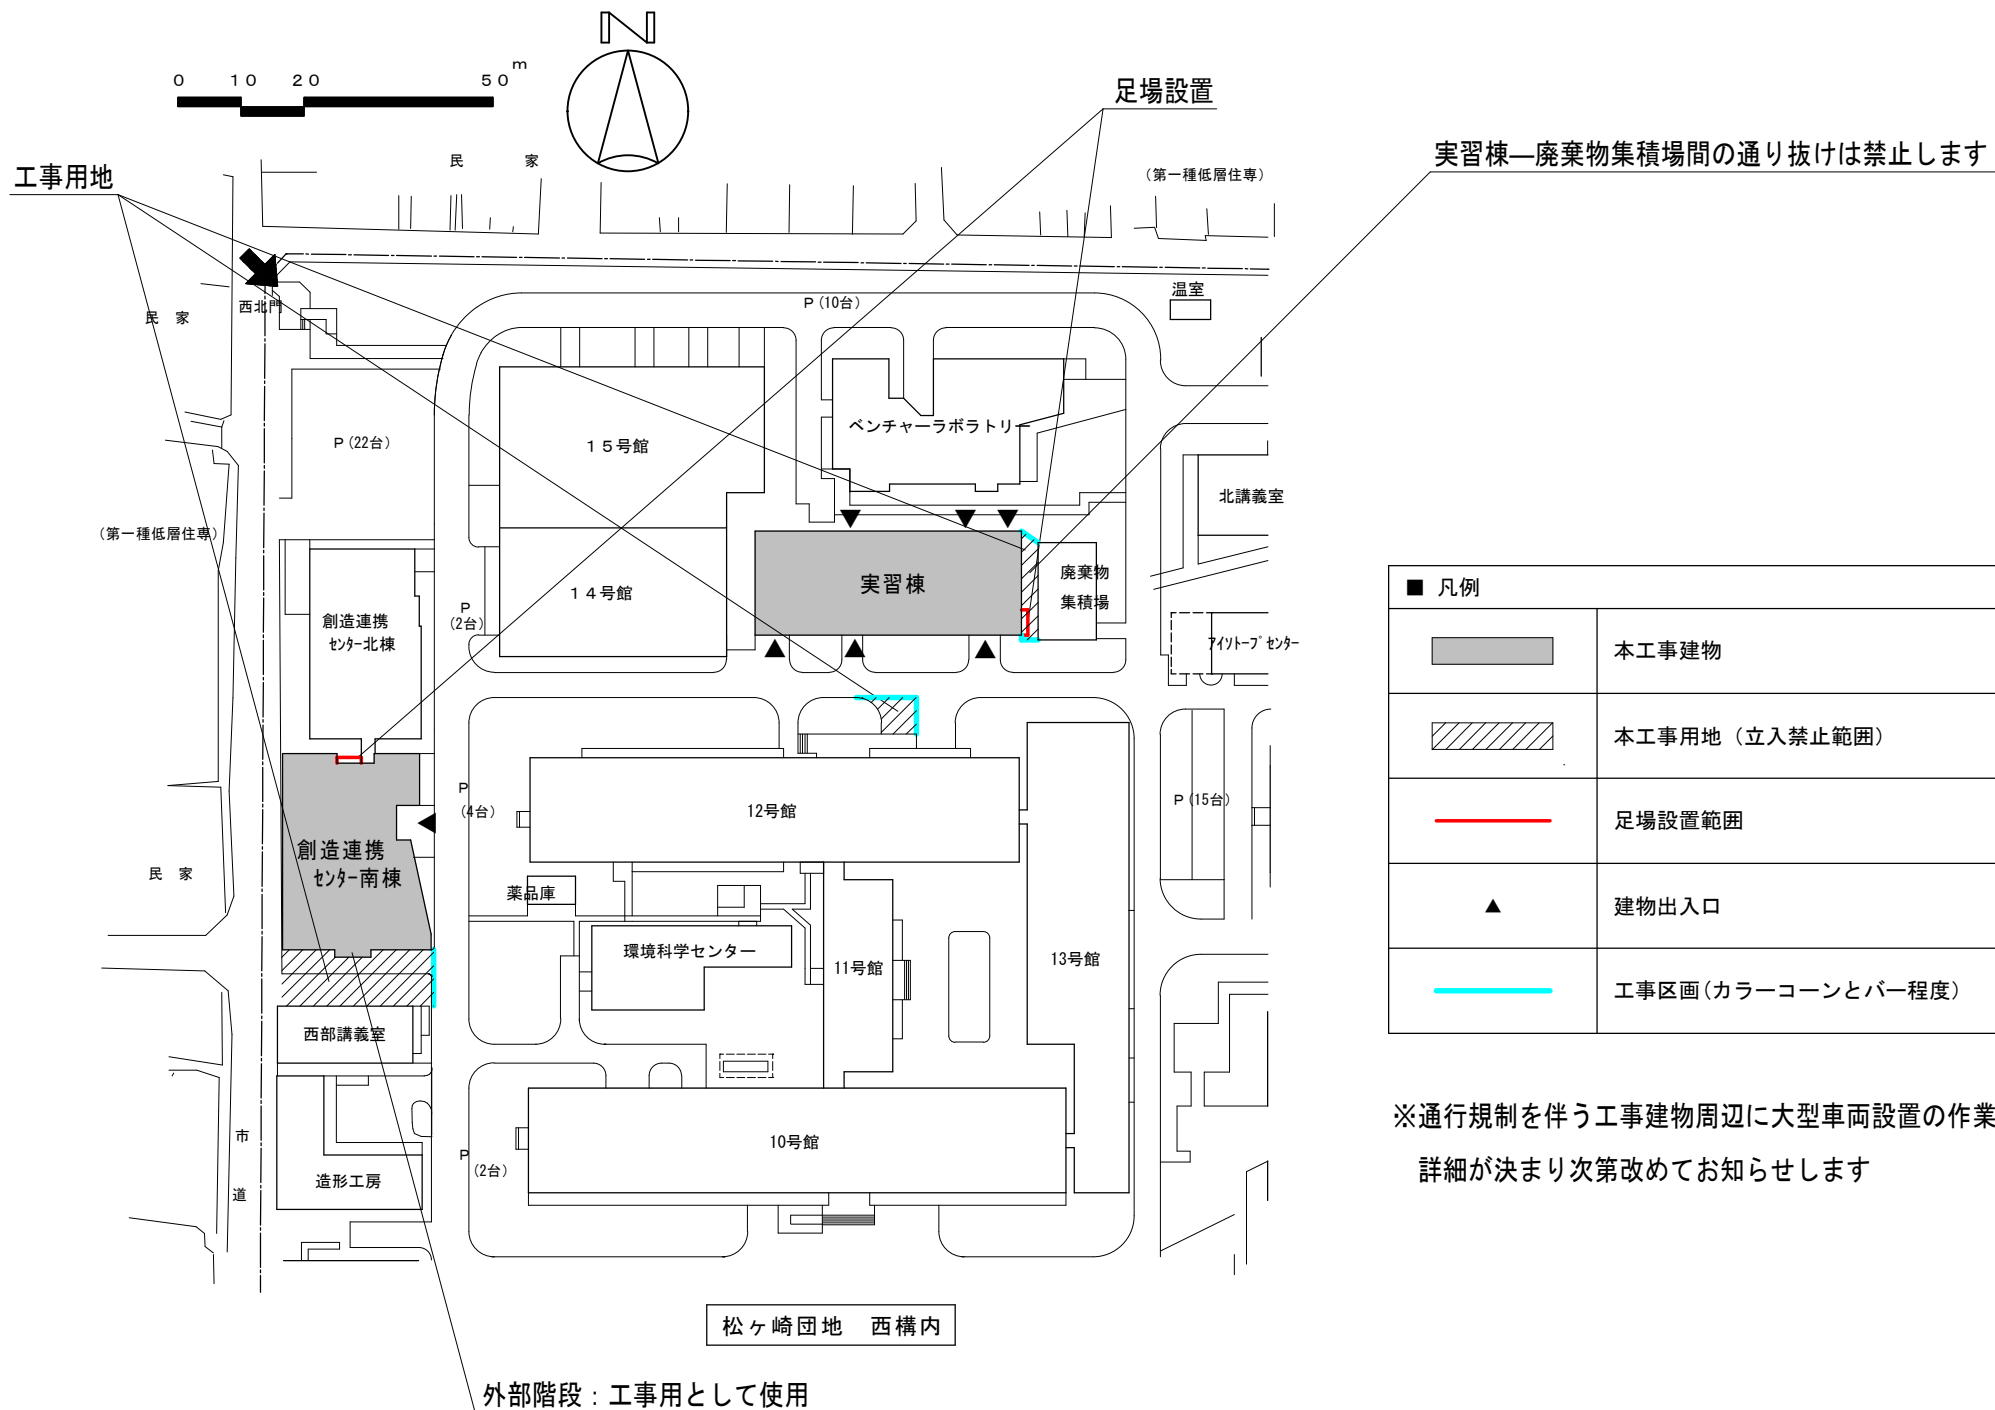 N
0 10 20 50 m
足場設置
工事用地
民 家
(第一種低層住専)
実習棟―廃棄物集積場間の通り抜けは禁止します
西北門
民 家
P(10台)
温室
P(22台)
15号館
ベンチャーラボラトリー
北講義室
(第一種低層住専)
14号館
実習棟
廃棄物
集積場
P
(2台)
創造連携
センター北棟
アイソトープセンター
■ 凡例
本工事建物
本工事用地(立入禁止範囲)
足場設置範囲
▲
建物出入口
工事区画(カラーコーンとバー程度)
P
(4台)
12号館
P(15台)
創造連携
センター南棟
民 家
薬品庫
環境科学センター
11号館
13号館
西部講義室
市
道
造形工房
P
(2台)
10号館
※通行規制を伴う工事建物周辺に大型車両設置の作業
詳細が決まり次第改めてお知らせします
松ヶ崎団地 西構内
外部階段:工事用として使用